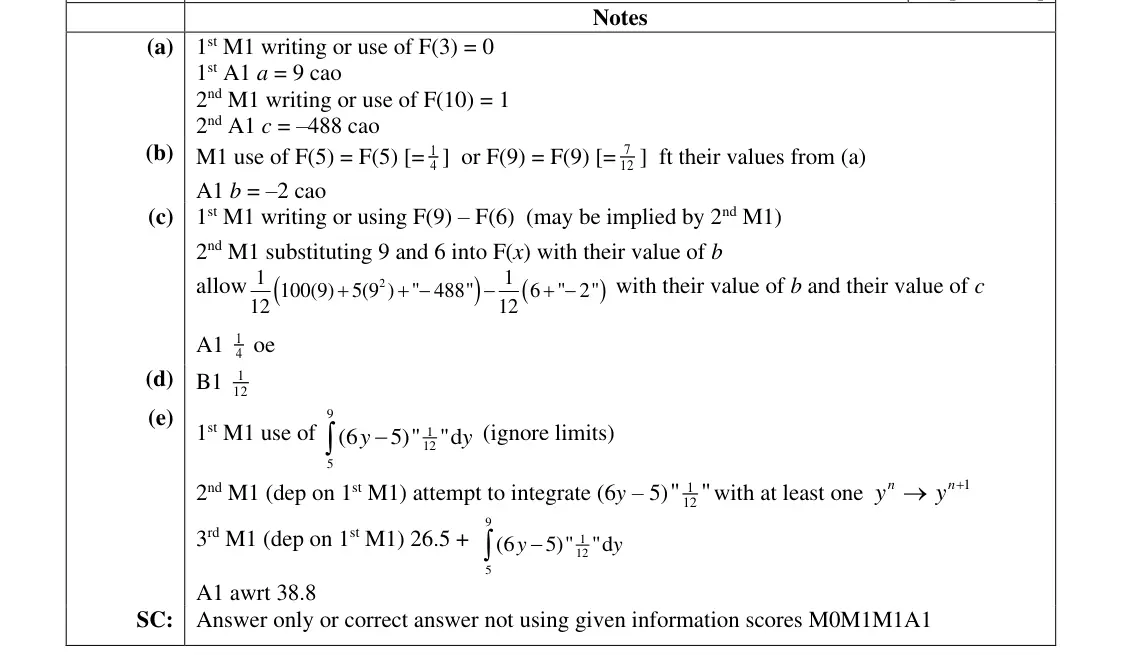 Notes
(a) 1st M1 writing or use of F(3) = 0
1st A1 a = 9 cao
2nd M1 writing or use of F(10) = 1
2nd A1 c = –488 cao
(b) M1 use of F(5) = F(5) [= 1/4 ] or F(9) = F(9) [= 7/12 ] ft their values from (a)
A1 b = –2 cao
(c) 1st M1 writing or using F(9) – F(6) (may be implied by 2nd M1)
2nd M1 substituting 9 and 6 into F(x) with their value of b
allow 1/12 (100(9) + 5(9²) + "– 488") – 1/12 (6 + "– 2") with their value of b and their value of c
A1 1/4 oe
(d) B1 1/12
(e) 1st M1 use of ∫₅⁹ (6y – 5) " 1/12 " dy (ignore limits)
2nd M1 (dep on 1st M1) attempt to integrate (6y – 5) " 1/12 " with at least one yⁿ → yⁿ⁺¹
3rd M1 (dep on 1st M1) 26.5 + ∫₅⁹ (6y – 5) " 1/12 " dy
A1 awrt 38.8
SC: Answer only or correct answer not using given information scores M0M1M1A1